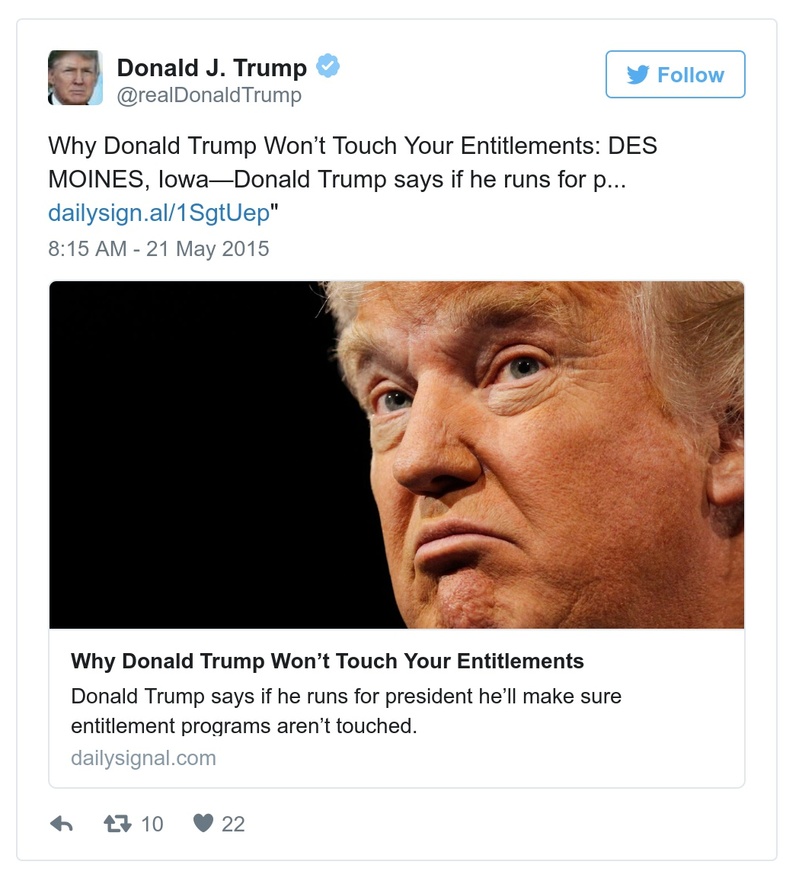 Donald J. Trump
@realDonaldTrump
Follow
Why Donald Trump Won’t Touch Your Entitlements: DES
MOINES, Iowa—Donald Trump says if he runs for p...
dailysign.al/1SgtUep"
8:15 AM - 21 May 2015
Why Donald Trump Won’t Touch Your Entitlements
Donald Trump says if he runs for president he’ll make sure
entitlement programs aren’t touched.
dailysignal.com
10 22